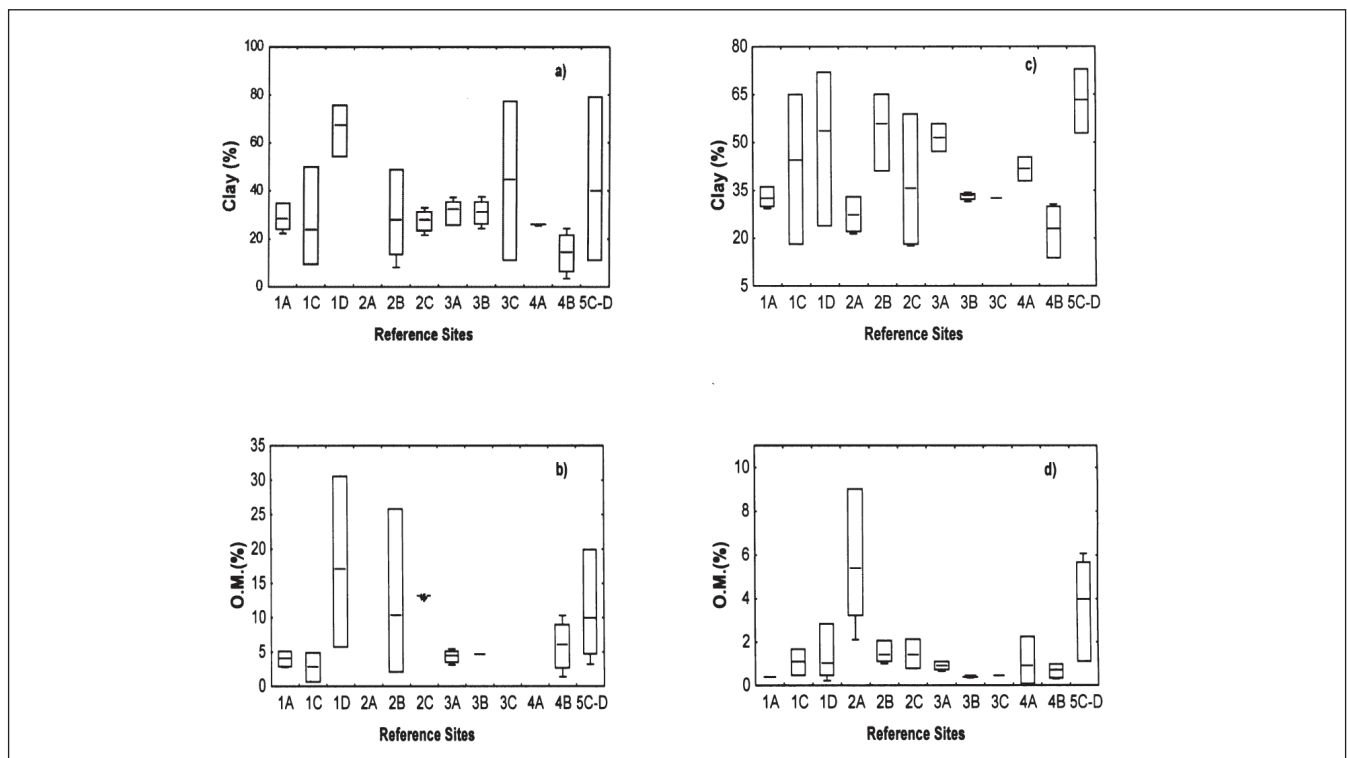 a)
Clay (%)
100
80
60
40
20
0
1A 1C 1D 2A 2B 2C 3A 3B 3C 4A 4B 5C-D
Reference Sites
c)
Clay (%)
80
65
50
35
20
5
1A 1C 1D 2A 2B 2C 3A 3B 3C 4A 4B 5C-D
Reference Sites
b)
O.M.(%)
35
30
25
20
15
10
5
0
1A 1C 1D 2A 2B 2C 3A 3B 3C 4A 4B 5C-D
Reference Sites
d)
O.M.(%)
10
8
6
4
2
0
1A 1C 1D 2A 2B 2C 3A 3B 3C 4A 4B 5C-D
Reference Sites